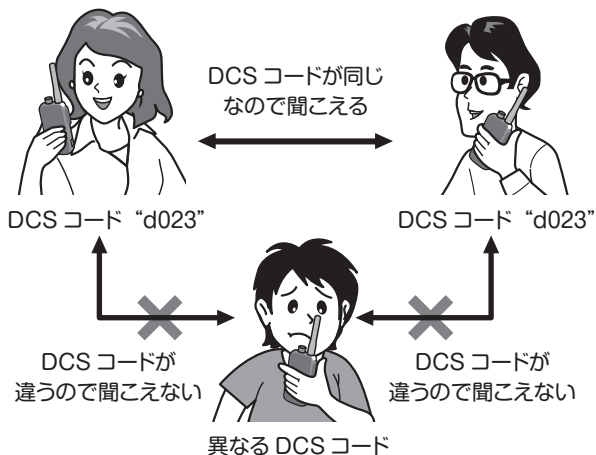 DCS コードが同じ
なので聞こえる
DCS コード “d023”
DCS コード “d023”
DCS コードが
違うので聞こえない
DCS コードが
違うので聞こえない
異なる DCS コード